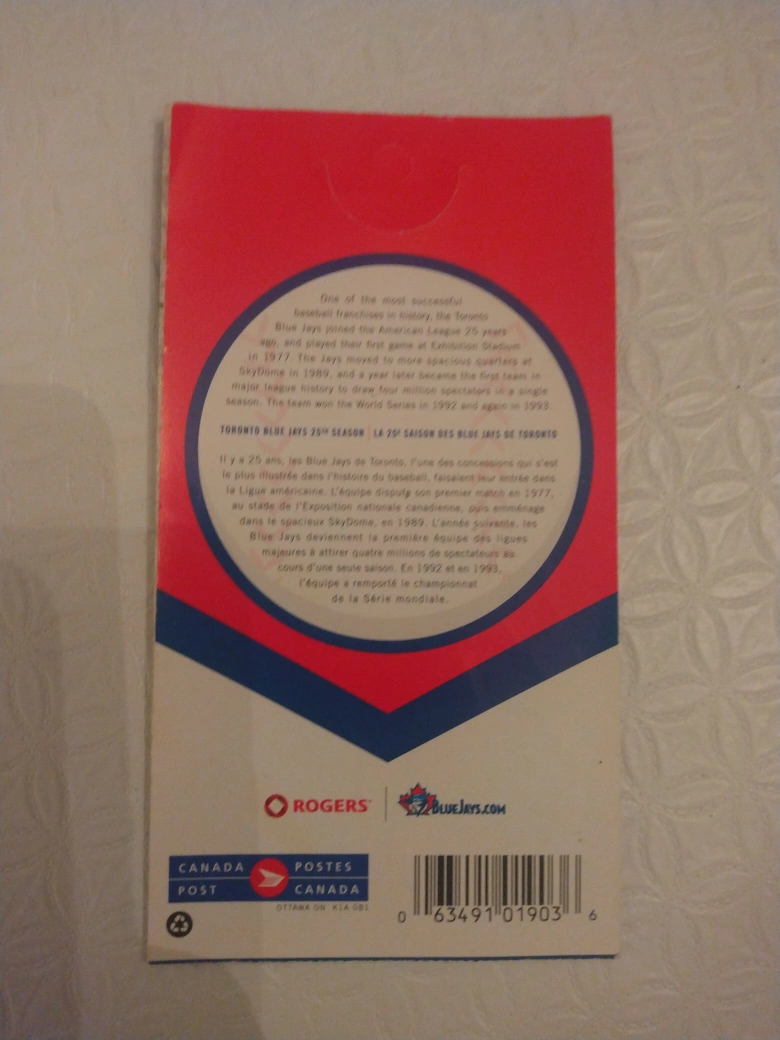 One of the most successful
baseball franchises in history, the Toronto
Blue Jays joined the American League 25 years
ago, and played their first game at Exhibition Stadium
in 1977. The Jays moved to more spacious quarters at
SkyDome in 1989, and a year later became the first team in
major league history to draw four million spectators in a single
season. The team won the World Series in 1992 and again in 1993.
TORONTO BLUE JAYS 25TH SEASON | LA 25E SAISON DES BLUE JAYS DE TORONTO
Il y a 25 ans, les Blue Jays de Toronto, l'une des concessions qui s'est
le plus illustrée dans l'histoire du baseball, faisaient leur entrée dans
la Ligue américaine. L'équipe disputa son premier match en 1977,
au stade de l'Exposition nationale canadienne, puis emménage
dans le spacieux SkyDome, en 1989. L'année suivante, les
Blue Jays deviennent la première équipe des ligues
majeures à attirer quatre millions de spectateurs au
cours d'une seule saison. En 1992 et en 1993,
l'équipe a remporté le championnat
de la Série mondiale.
ROGERS™ | BLUEJAYS.COM
CANADA POSTES
POST CANADA
OTTAWA ON K1A 0B1
0 63491 01903 6